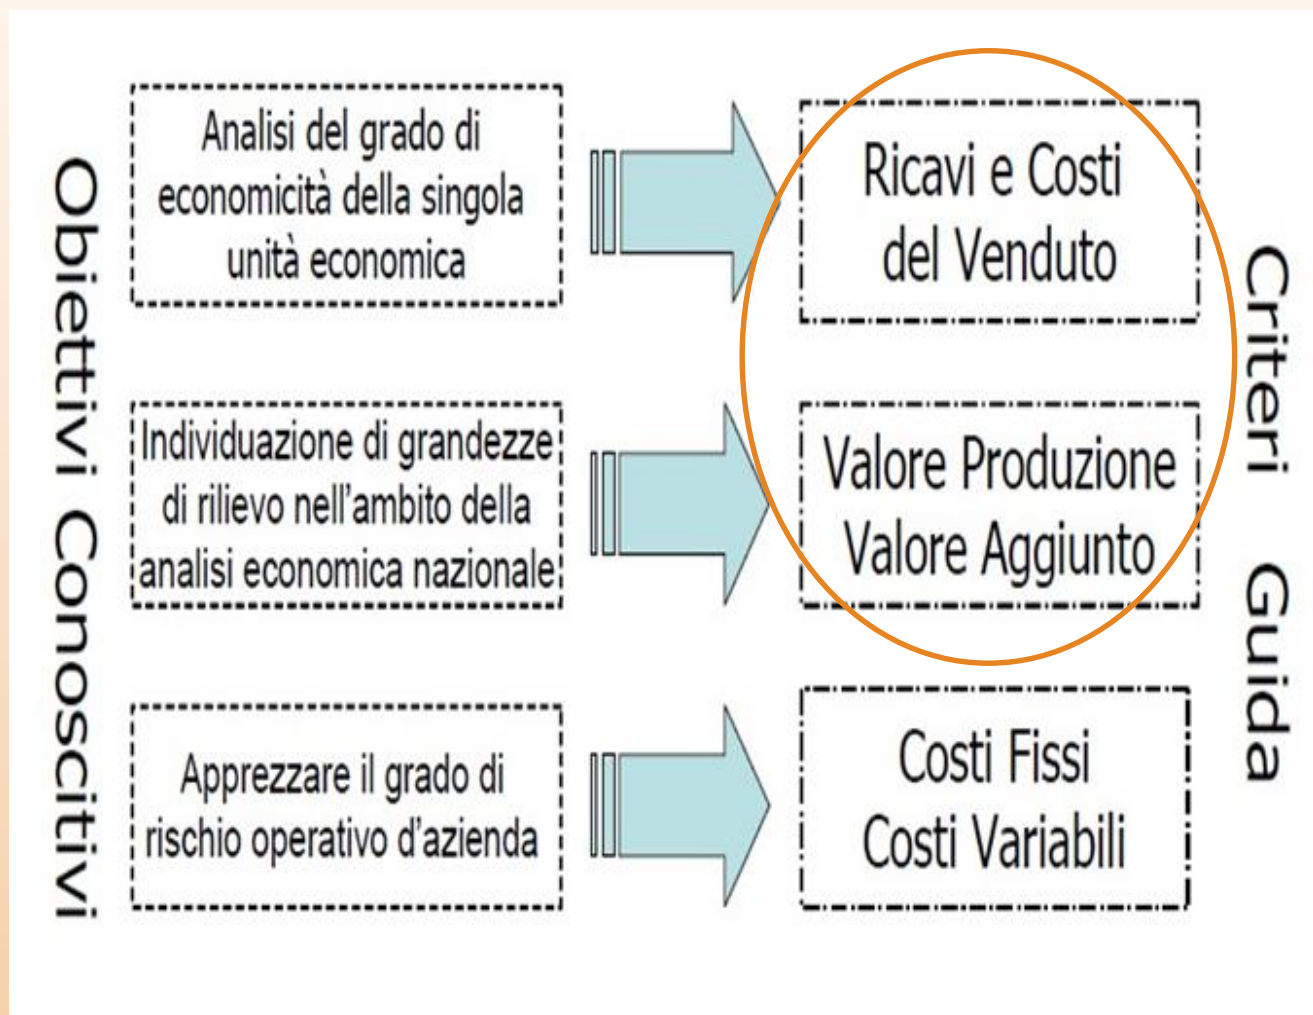 Obiettivi Conoscitivi
Analisi del grado di
economicità della singola
unità economica
Ricavi e Costi
del Venduto
Individuazione di grandezze
di rilievo nell'ambito della
analisi economica nazionale
Valore Produzione
Valore Aggiunto
Apprezzare il grado di
rischio operativo d'azienda
Costi Fissi
Costi Variabili
Criteri Guida